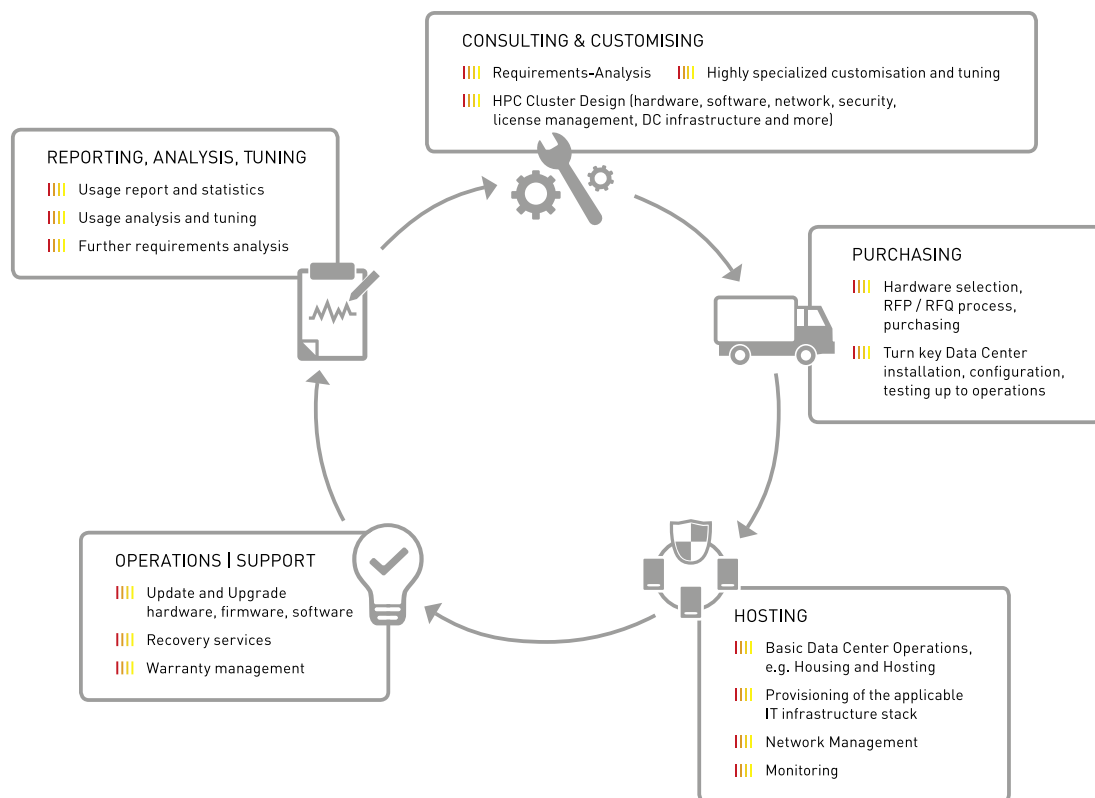 CONSULTING & CUSTOMISING
Requirements-Analysis
Highly specialized customisation and tuning
HPC Cluster Design (hardware, software, network, security,
license management, DC infrastructure and more)
REPORTING, ANALYSIS, TUNING
Usage report and statistics
Usage analysis and tuning
Further requirements analysis
PURCHASING
Hardware selection,
RFP / RFQ process,
purchasing
Turn key Data Center
installation, configuration,
testing up to operations
OPERATIONS | SUPPORT
Update and Upgrade
hardware, firmware, software
Recovery services
Warranty management
HOSTING
Basic Data Center Operations,
e.g. Housing and Hosting
Provisioning of the applicable
IT infrastructure stack
Network Management
Monitoring